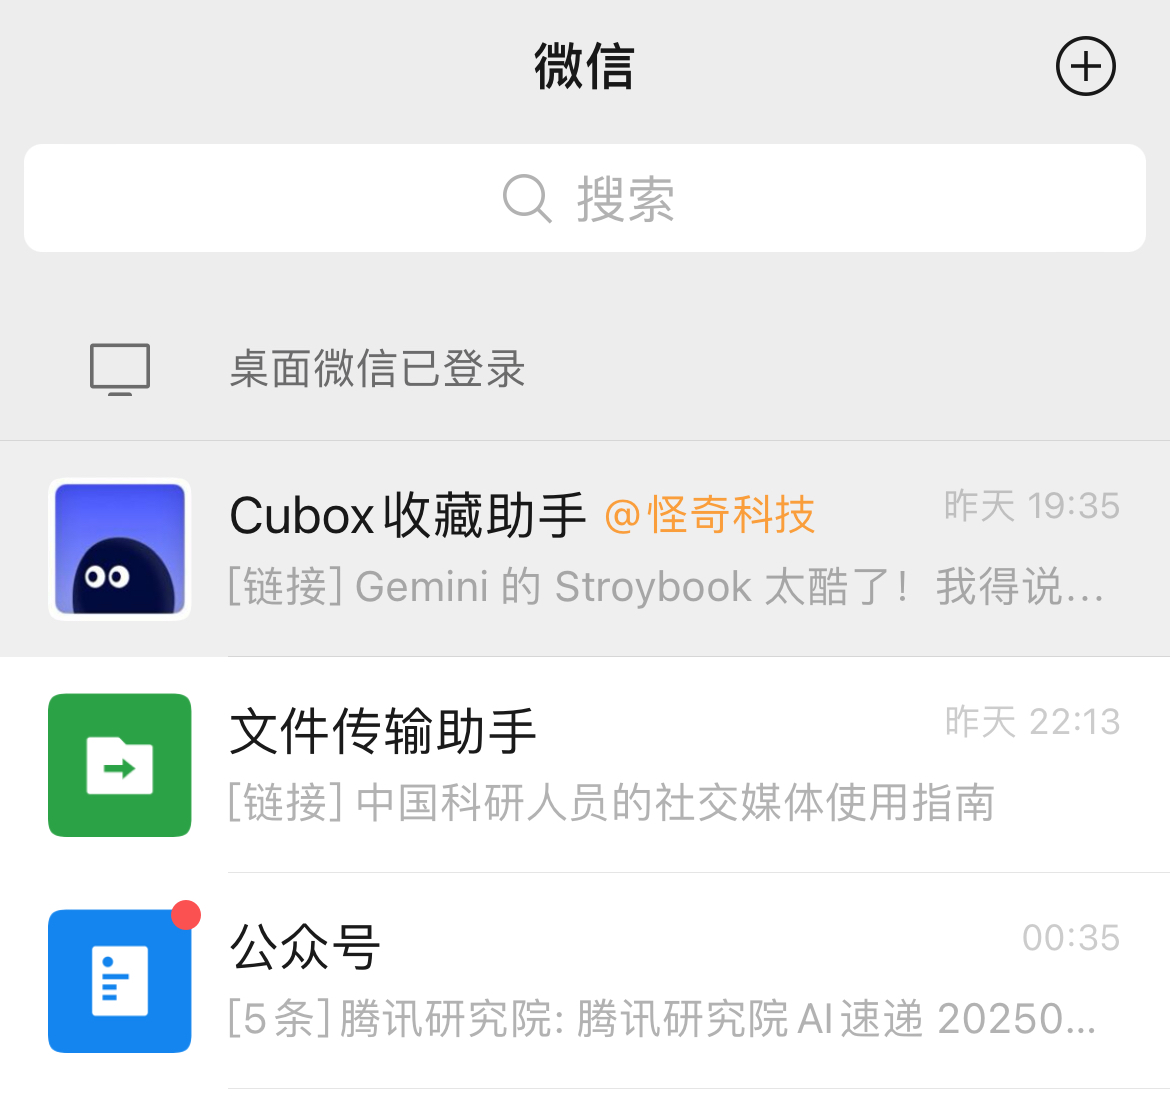 微信
搜索
桌面微信已登录
Cubox收藏助手 @怪奇科技 昨天 19:35
[链接] Gemini 的 Stroybook 太酷了！我得说...
文件传输助手 昨天 22:13
[链接] 中国科研人员的社交媒体使用指南
公众号 00:35
[5条]腾讯研究院: 腾讯研究院AI速递 20250...